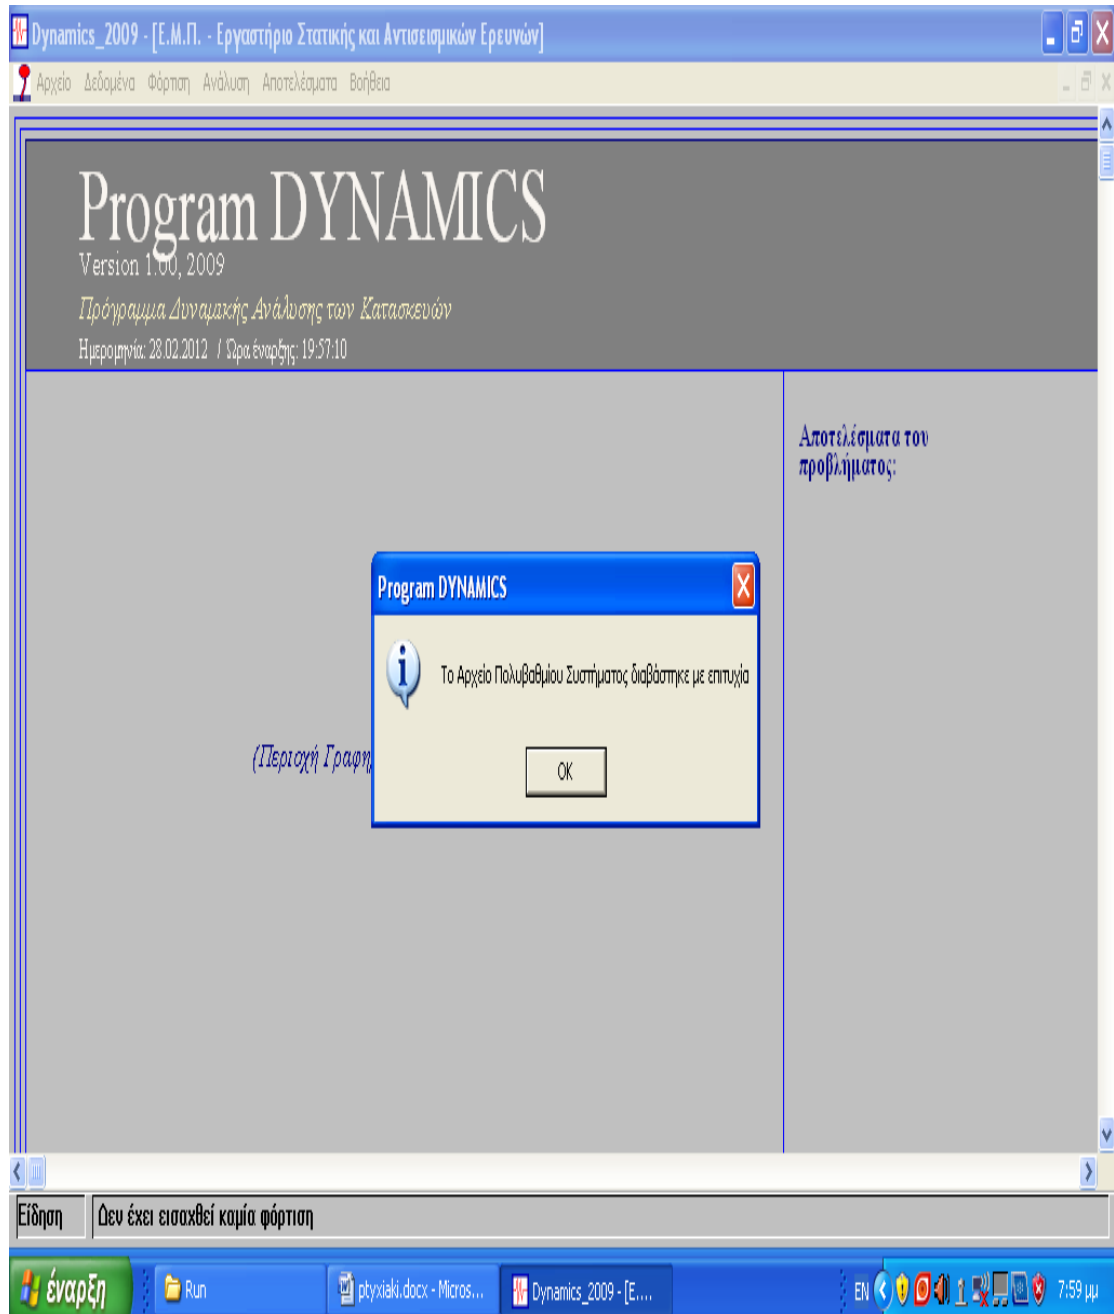 Dynamics_2009 - [Ε.Μ.Π. - Εργαστήριο Στατικής και Αντισεισμικών Ερευνών]
Αρχείο Δεδομένα Φόρτιση Ανάλυση Αποτελέσματα Βοήθεια
Program DYNAMICS
Version 1.00, 2009
Πρόγραμμα Δυναμικής Ανάλυσης των Κατασκευών
Ημερομηνία: 28.02.2012 / Ώρα έναρξης: 19:57:10
Αποτελέσματα του
προβλήματος:
Program DYNAMICS
Το Αρχείο Πολυβαθμίου Συστήματος διαβάστηκε με επιτυχία
OK
(Περιοχή
Είδηση Δεν έχει εισαχθεί καμία φόρτιση
έναρξη Run ptyxiaki.docx - Micros... Dynamics_2009 - [Ε.... EN 7:59 μμ